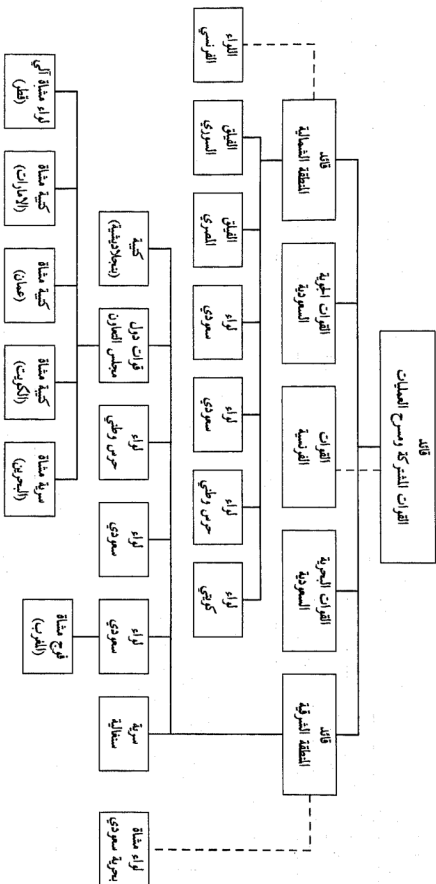 قائد
القوات المشتركة ومسرح العمليات
قائد
المنطقة الشرقية
القوات البحرية
السعودية
القوات
الفرنسية
القوات الجوية
السعودية
قائد
المنطقة الشمالية
لواء
كويتي
لواء
حرس وطني
لواء
سعودي
لواء
سعودي
الفيلق
المصري
الفيلق
السوري
اللواء
الفرنسي
لواء مشاة
بحرية سعودي
سرية
سنغالية
لواء
سعودي
لواء
سعودي
لواء
حرس وطني
قوات دول
مجلس التعاون
كتيبة
(بنجلاديشية)
فوج مشاة
(المغرب)
سرية مشاة
(البحرين)
كتيبة مشاة
(الكويت)
كتيبة مشاة
(عمان)
كتيبة مشاة
(الامارات)
لواء مشاة آلي
(قطر)